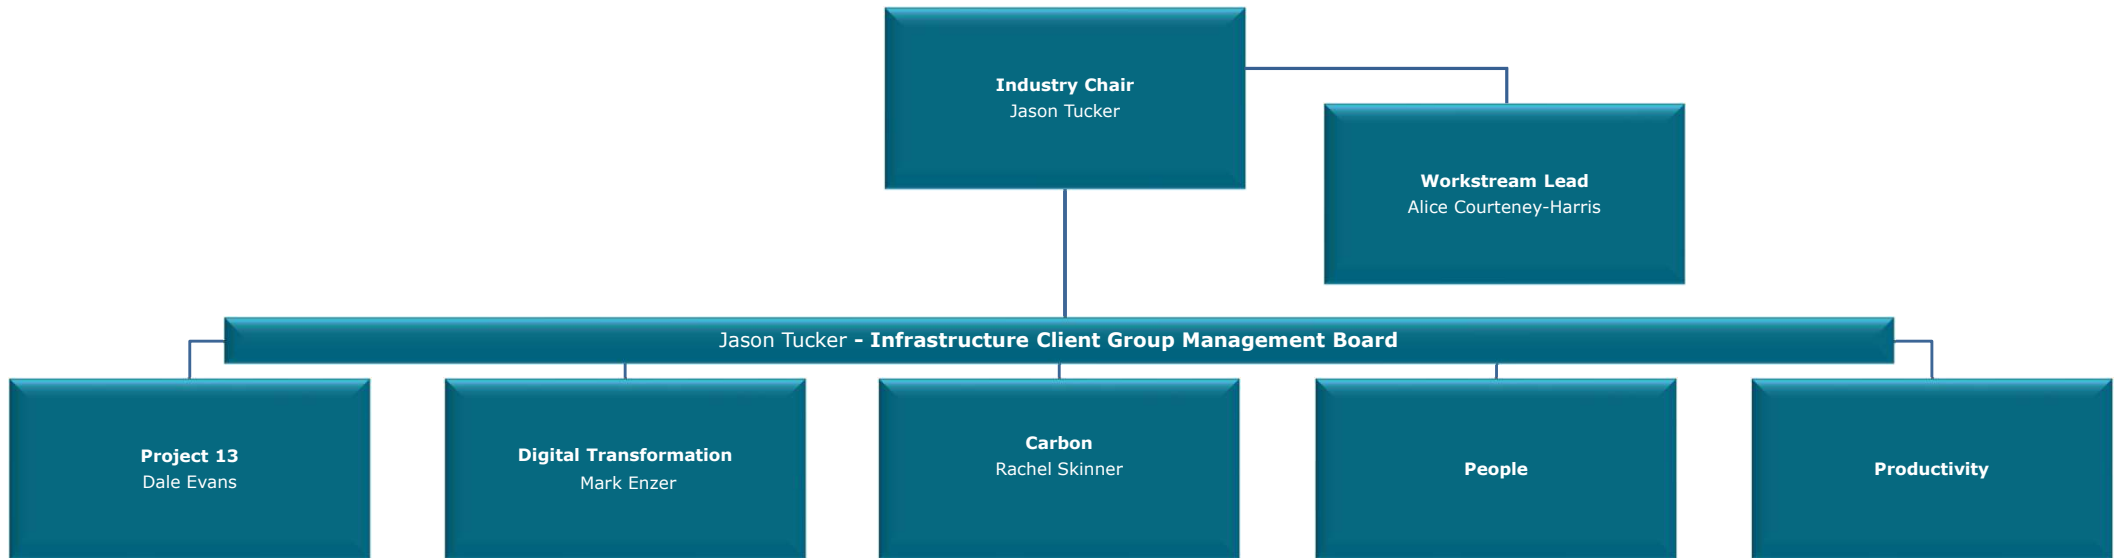 Industry Chair
Jason Tucker
Workstream Lead
Alice Courteney-Harris
Jason Tucker - Infrastructure Client Group Management Board
Project 13
Dale Evans
Digital Transformation
Mark Enzer
Carbon
Rachel Skinner
People
Productivity